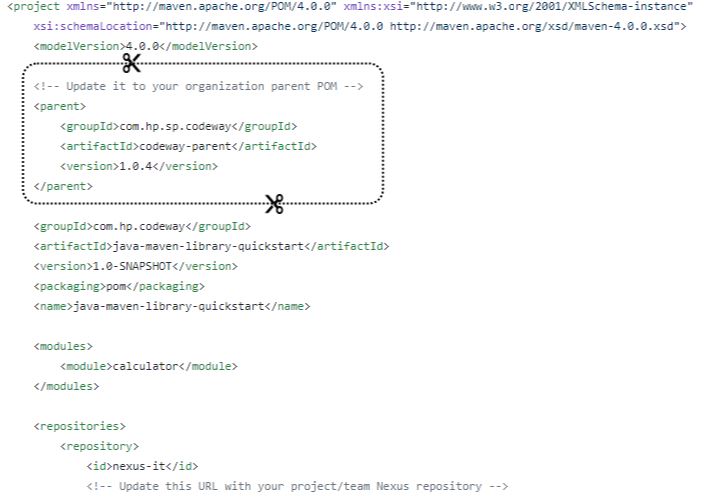 <project xmlns="http://maven.apache.org/POM/4.0.0" xmlns:xsi="http://www.w3.org/2001/XMLSchema-instance"
xsi:schemaLocation="http://maven.apache.org/POM/4.0.0 http://maven.apache.org/xsd/maven-4.0.0.xsd">
<modelVersion>4.0.0</modelVersion>
<!-- Update it to your organization parent POM -->
<parent>
<groupId>com.hp.sp.codeway</groupId>
<artifactId>codeway-parent</artifactId>
<version>1.0.4</version>
</parent>
<groupId>com.hp.codeway</groupId>
<artifactId>java-maven-library-quickstart</artifactId>
<version>1.0-SNAPSHOT</version>
<packaging>pom</packaging>
<name>java-maven-library-quickstart</name>
<modules>
<module>calculator</module>
</modules>
<repositories>
<repository>
<id>nexus-it</id>
<!-- Update this URL with your project/team Nexus repository -->